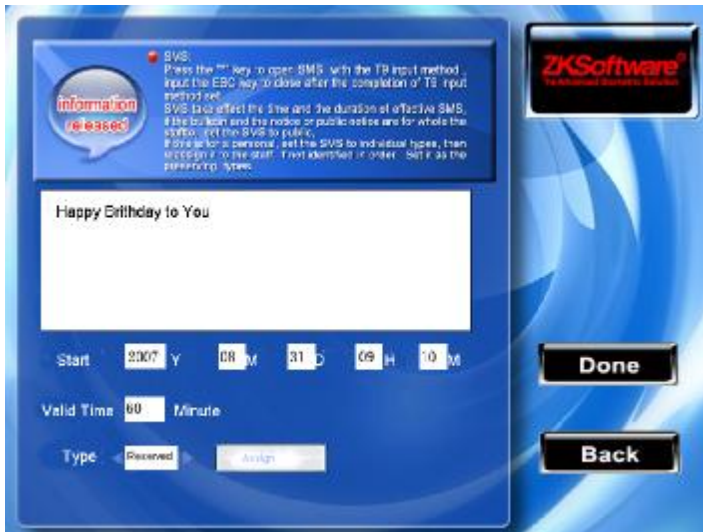 SMS:
Press the "*" key to open SMS with the T9 input method,
input the ESC key to close after the completion of T9 input
method set.
SMS take effect the time and the duration of effective SMS,
if the bulletin and the notice or public notice are for whole the
set the SMS to public,
If this is for a personal, set the SMS to individual types, then
assign it to the staff. If not identified in order Set it as the
types.
information
released
ZKSoftware®
Happy Brithday to You
Start 2007 Y 08 M 31 D 09 H 10 M
Valid Time 60 Minute
Type Reserved Assign
Done
Back